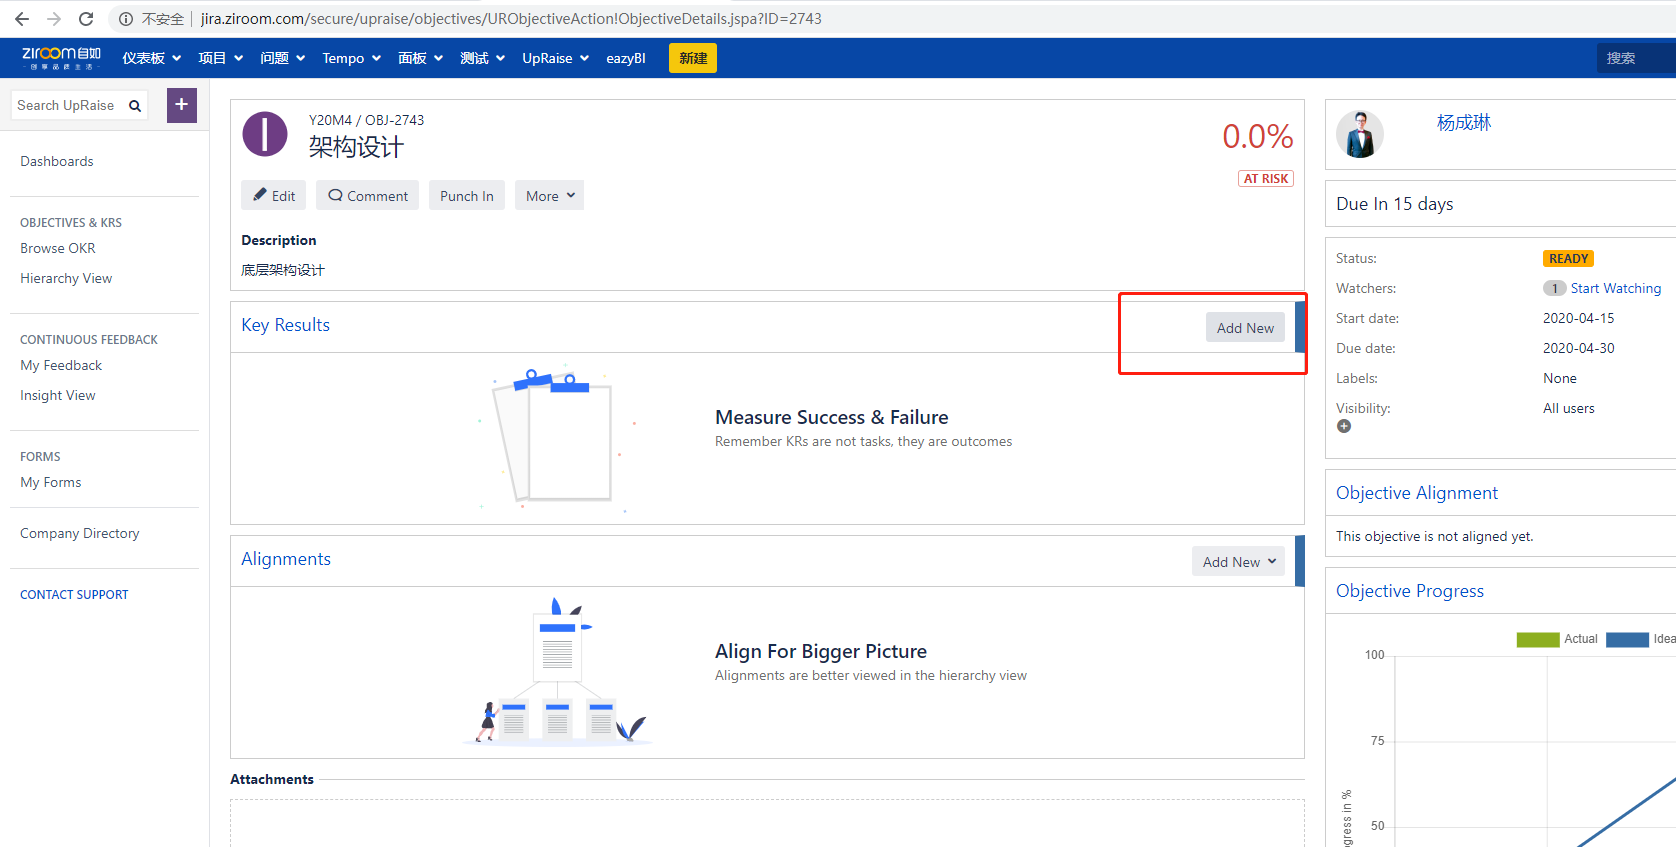 不安全 jira.ziroom.com/secure/upraise/objectives/URObjectiveAction!ObjectiveDetails.jspa?ID=2743
ziroom自如 仪表板 项目 问题 Tempo 面板 测试 UpRaise eazyBI 新建 搜索
创享品质生活
Search UpRaise +
Dashboards
OBJECTIVES & KRS
Browse OKR
Hierarchy View
CONTINUOUS FEEDBACK
My Feedback
Insight View
FORMS
My Forms
Company Directory
CONTACT SUPPORT
Y20M4 / OBJ-2743
架构设计
0.0%
AT RISK
Edit Comment Punch In More
Description
底层架构设计
Key Results Add New
Measure Success & Failure
Remember KRs are not tasks, they are outcomes
Alignments Add New
Align For Bigger Picture
Alignments are better viewed in the hierarchy view
Attachments
杨成琳
Due In 15 days
Status: READY
Watchers: 1 Start Watching
Start date: 2020-04-15
Due date: 2020-04-30
Labels: None
Visibility: All users
Objective Alignment
This objective is not aligned yet.
Objective Progress
Actual Idea
100
75
50
gress in %